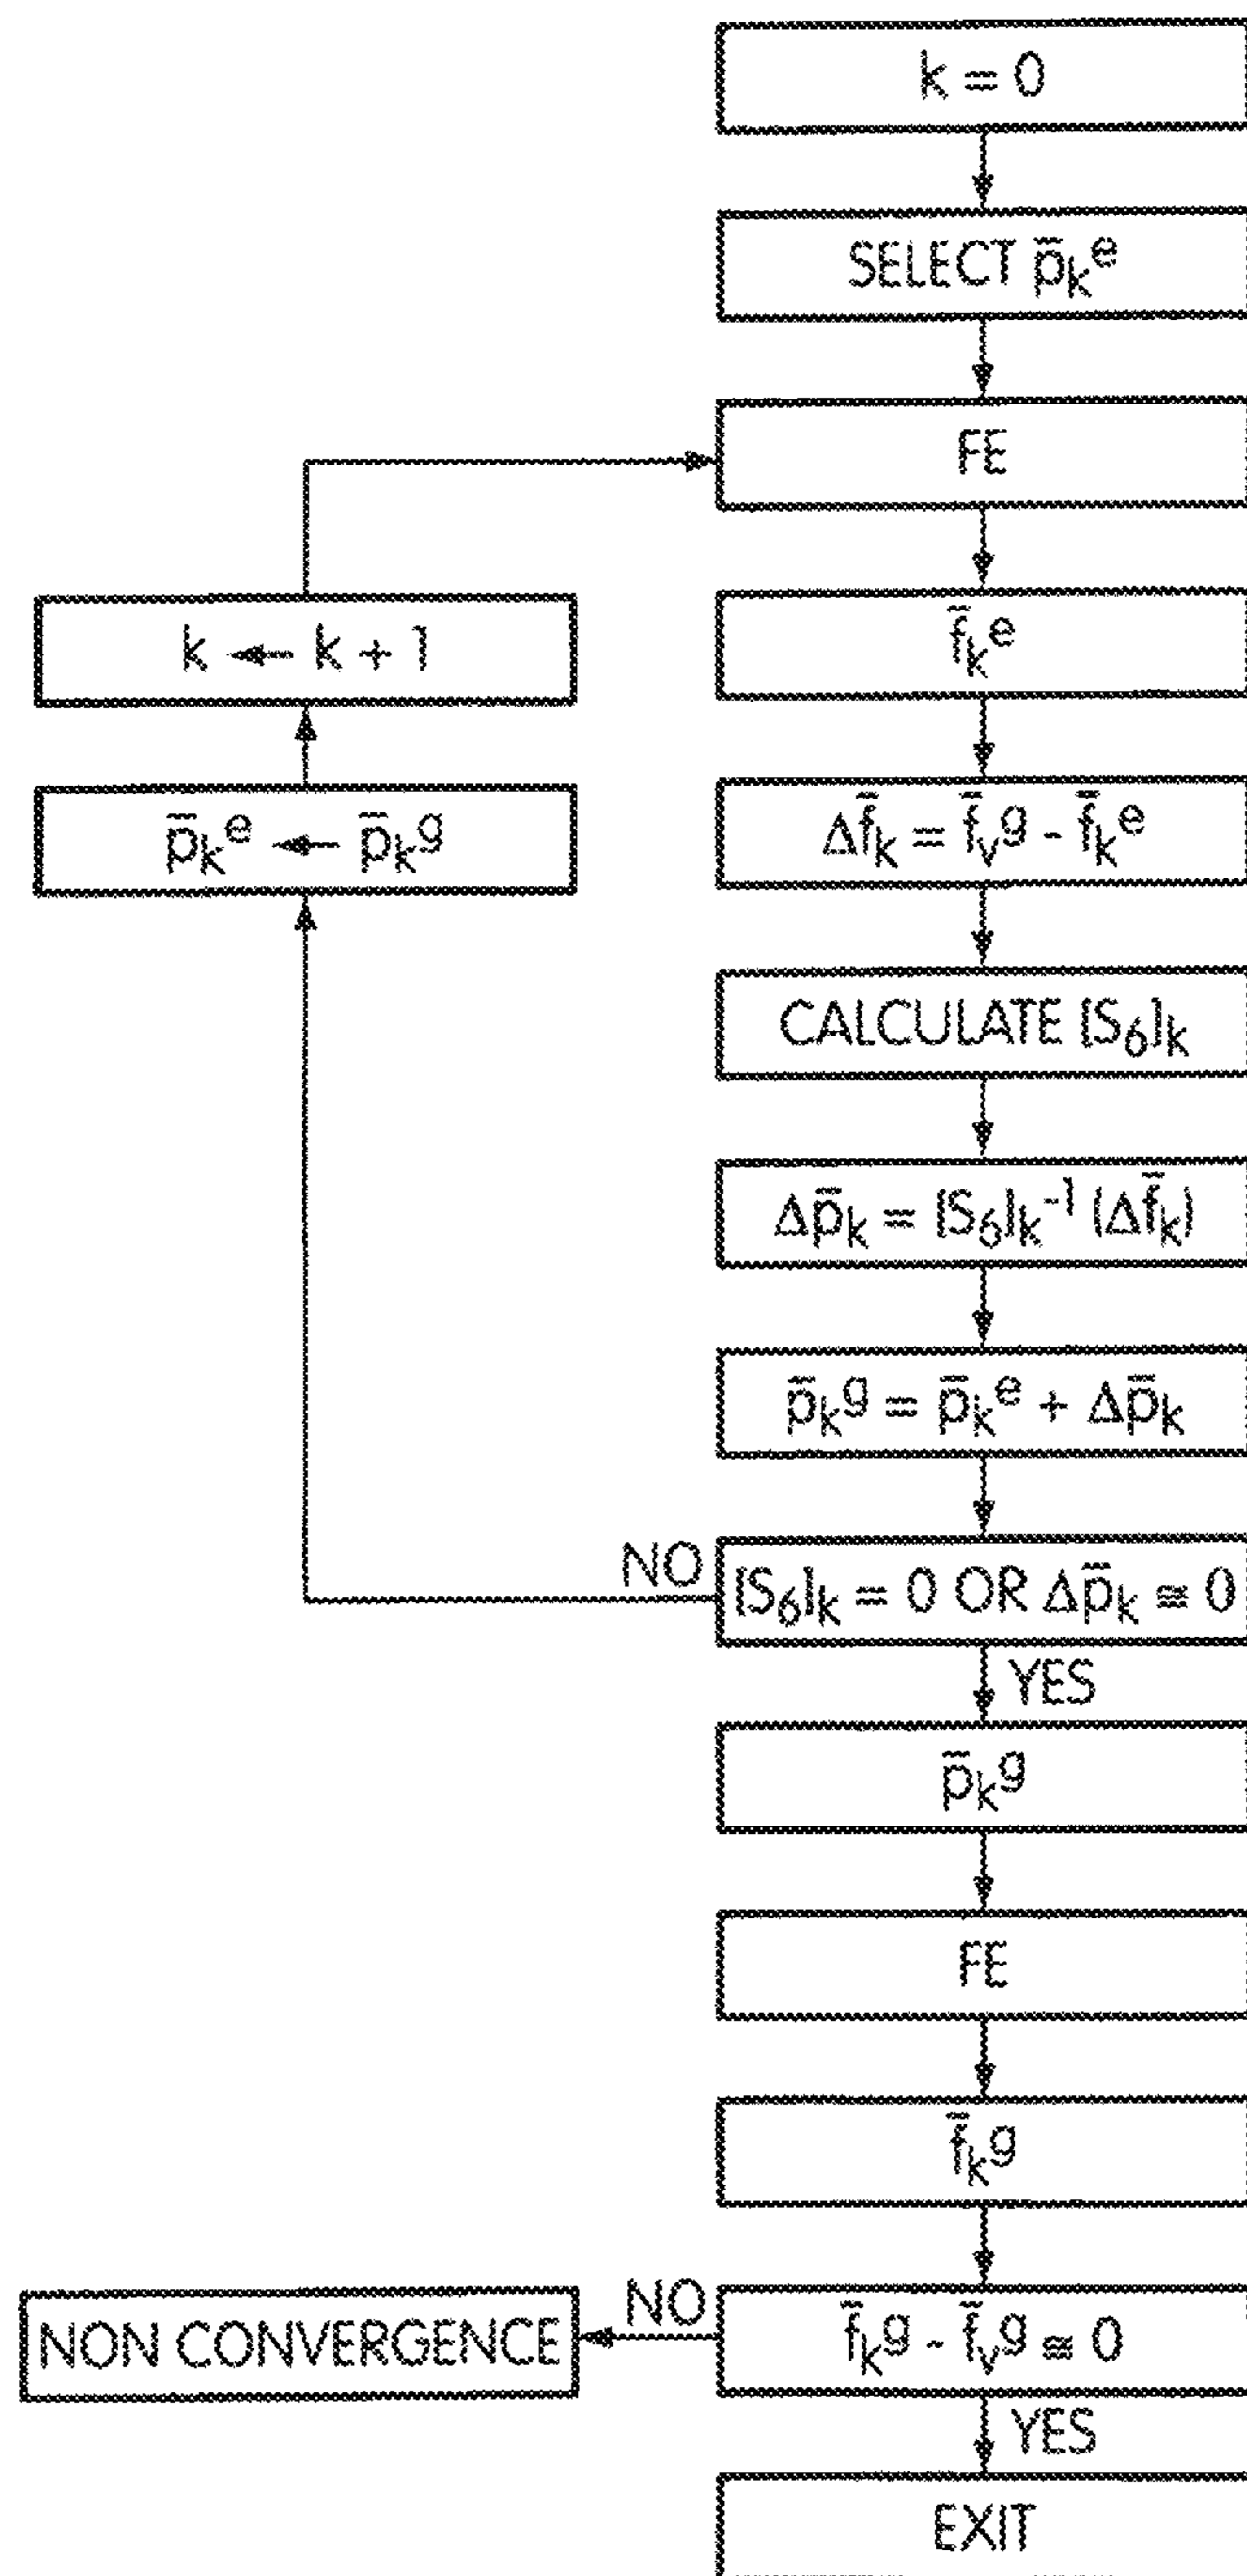 k = 0
SELECT p̄ₖᵉ
FE
k ← k + 1
f̄ₖᵉ
p̄ₖᵉ ← p̄ₖᵍ
Δf̄ₖ = f̄ᵥᵍ - f̄ₖᵉ
CALCULATE [S₆]ₖ
Δp̄ₖ = [S₆]ₖ⁻¹ (Δf̄ₖ)
p̄ₖᵍ = p̄ₖᵉ + Δp̄ₖ
NO
[S₆]ₖ = 0 OR Δp̄ₖ ≅ 0
YES
p̄ₖᵍ
FE
f̄ₖᵍ
NON CONVERGENCE
NO
f̄ₖᵍ - f̄ᵥᵍ ≅ 0
YES
EXIT